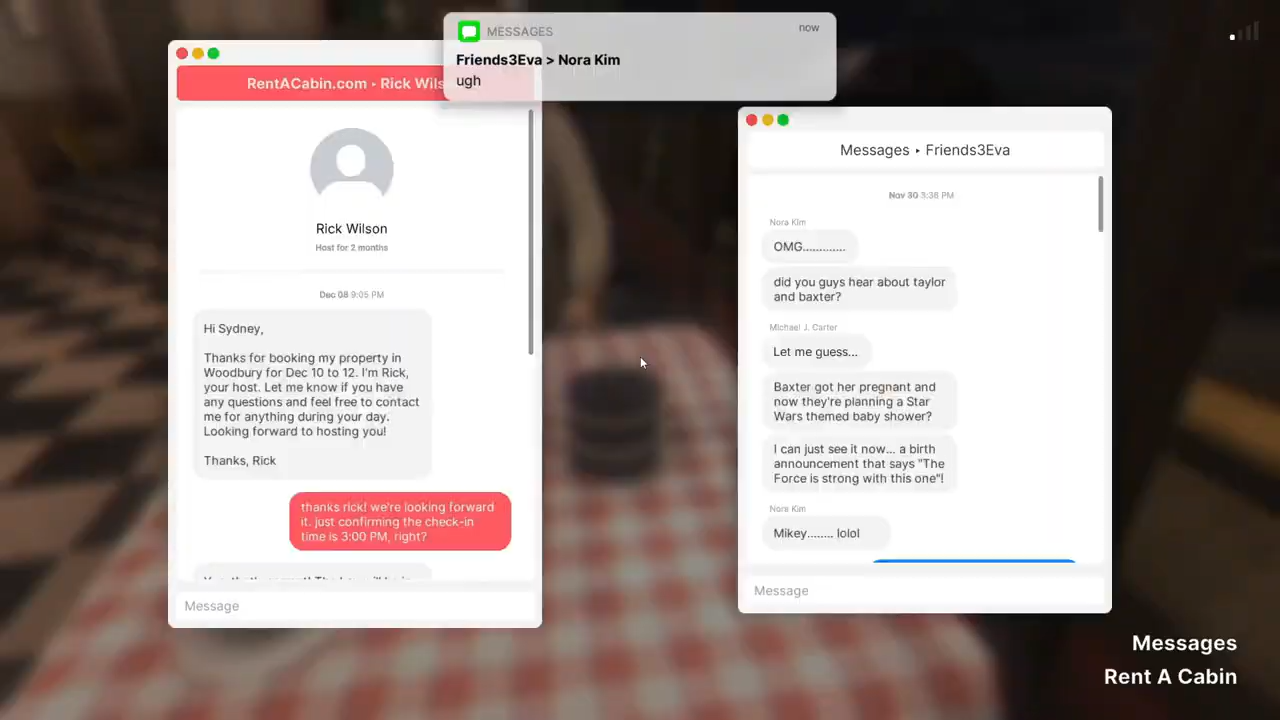 MESSAGES
now
Friends3Eva > Nora Kim
ugh
RentACabin.com ‣ Rick Wils
Rick Wilson
Host for 2 months
Dec 08 9:05 PM
Hi Sydney,
Thanks for booking my property in
Woodbury for Dec 10 to 12. I'm Rick,
your host. Let me know if you have
any questions and feel free to contact
me for anything during your day.
Looking forward to hosting you!
Thanks, Rick
thanks rick! we're looking forward
it. just confirming the check-in
time is 3:00 PM, right?
Message
Messages ‣ Friends3Eva
Nov 30 3:36 PM
Nora Kim
OMG.............
did you guys hear about taylor
and baxter?
Michael J. Carter
Let me guess...
Baxter got her pregnant and
now they're planning a Star
Wars themed baby shower?
I can just see it now... a birth
announcement that says "The
Force is strong with this one"!
Nora Kim
Mikey........ lolol
Message
Messages
Rent A Cabin